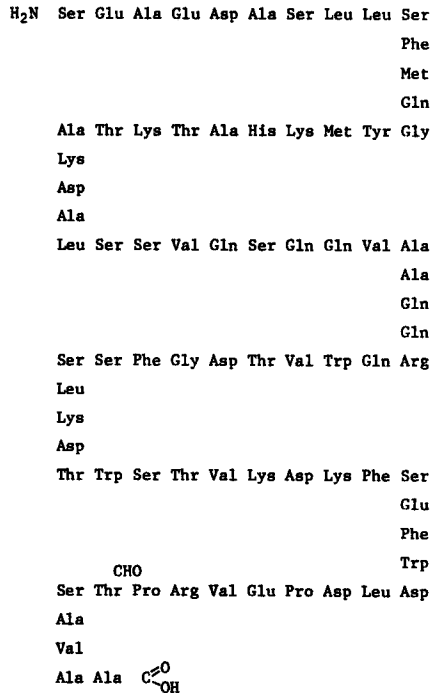 H2N Ser Glu Ala Glu Asp Ala Ser Leu Leu Ser
Phe
Met
Gln
Ala Thr Lys Thr Ala His Lys Met Tyr Gly
Lys
Asp
Ala
Leu Ser Ser Val Gln Ser Gln Gln Val Ala
Ala
Gln
Gln
Ser Ser Phe Gly Asp Thr Val Trp Gln Arg
Leu
Lys
Asp
Thr Trp Ser Thr Val Lys Asp Lys Phe Ser
Glu
Phe
Trp
CHO
Ser Thr Pro Arg Val Glu Pro Asp Leu Asp
Ala
Val
Ala Ala C=O
OH